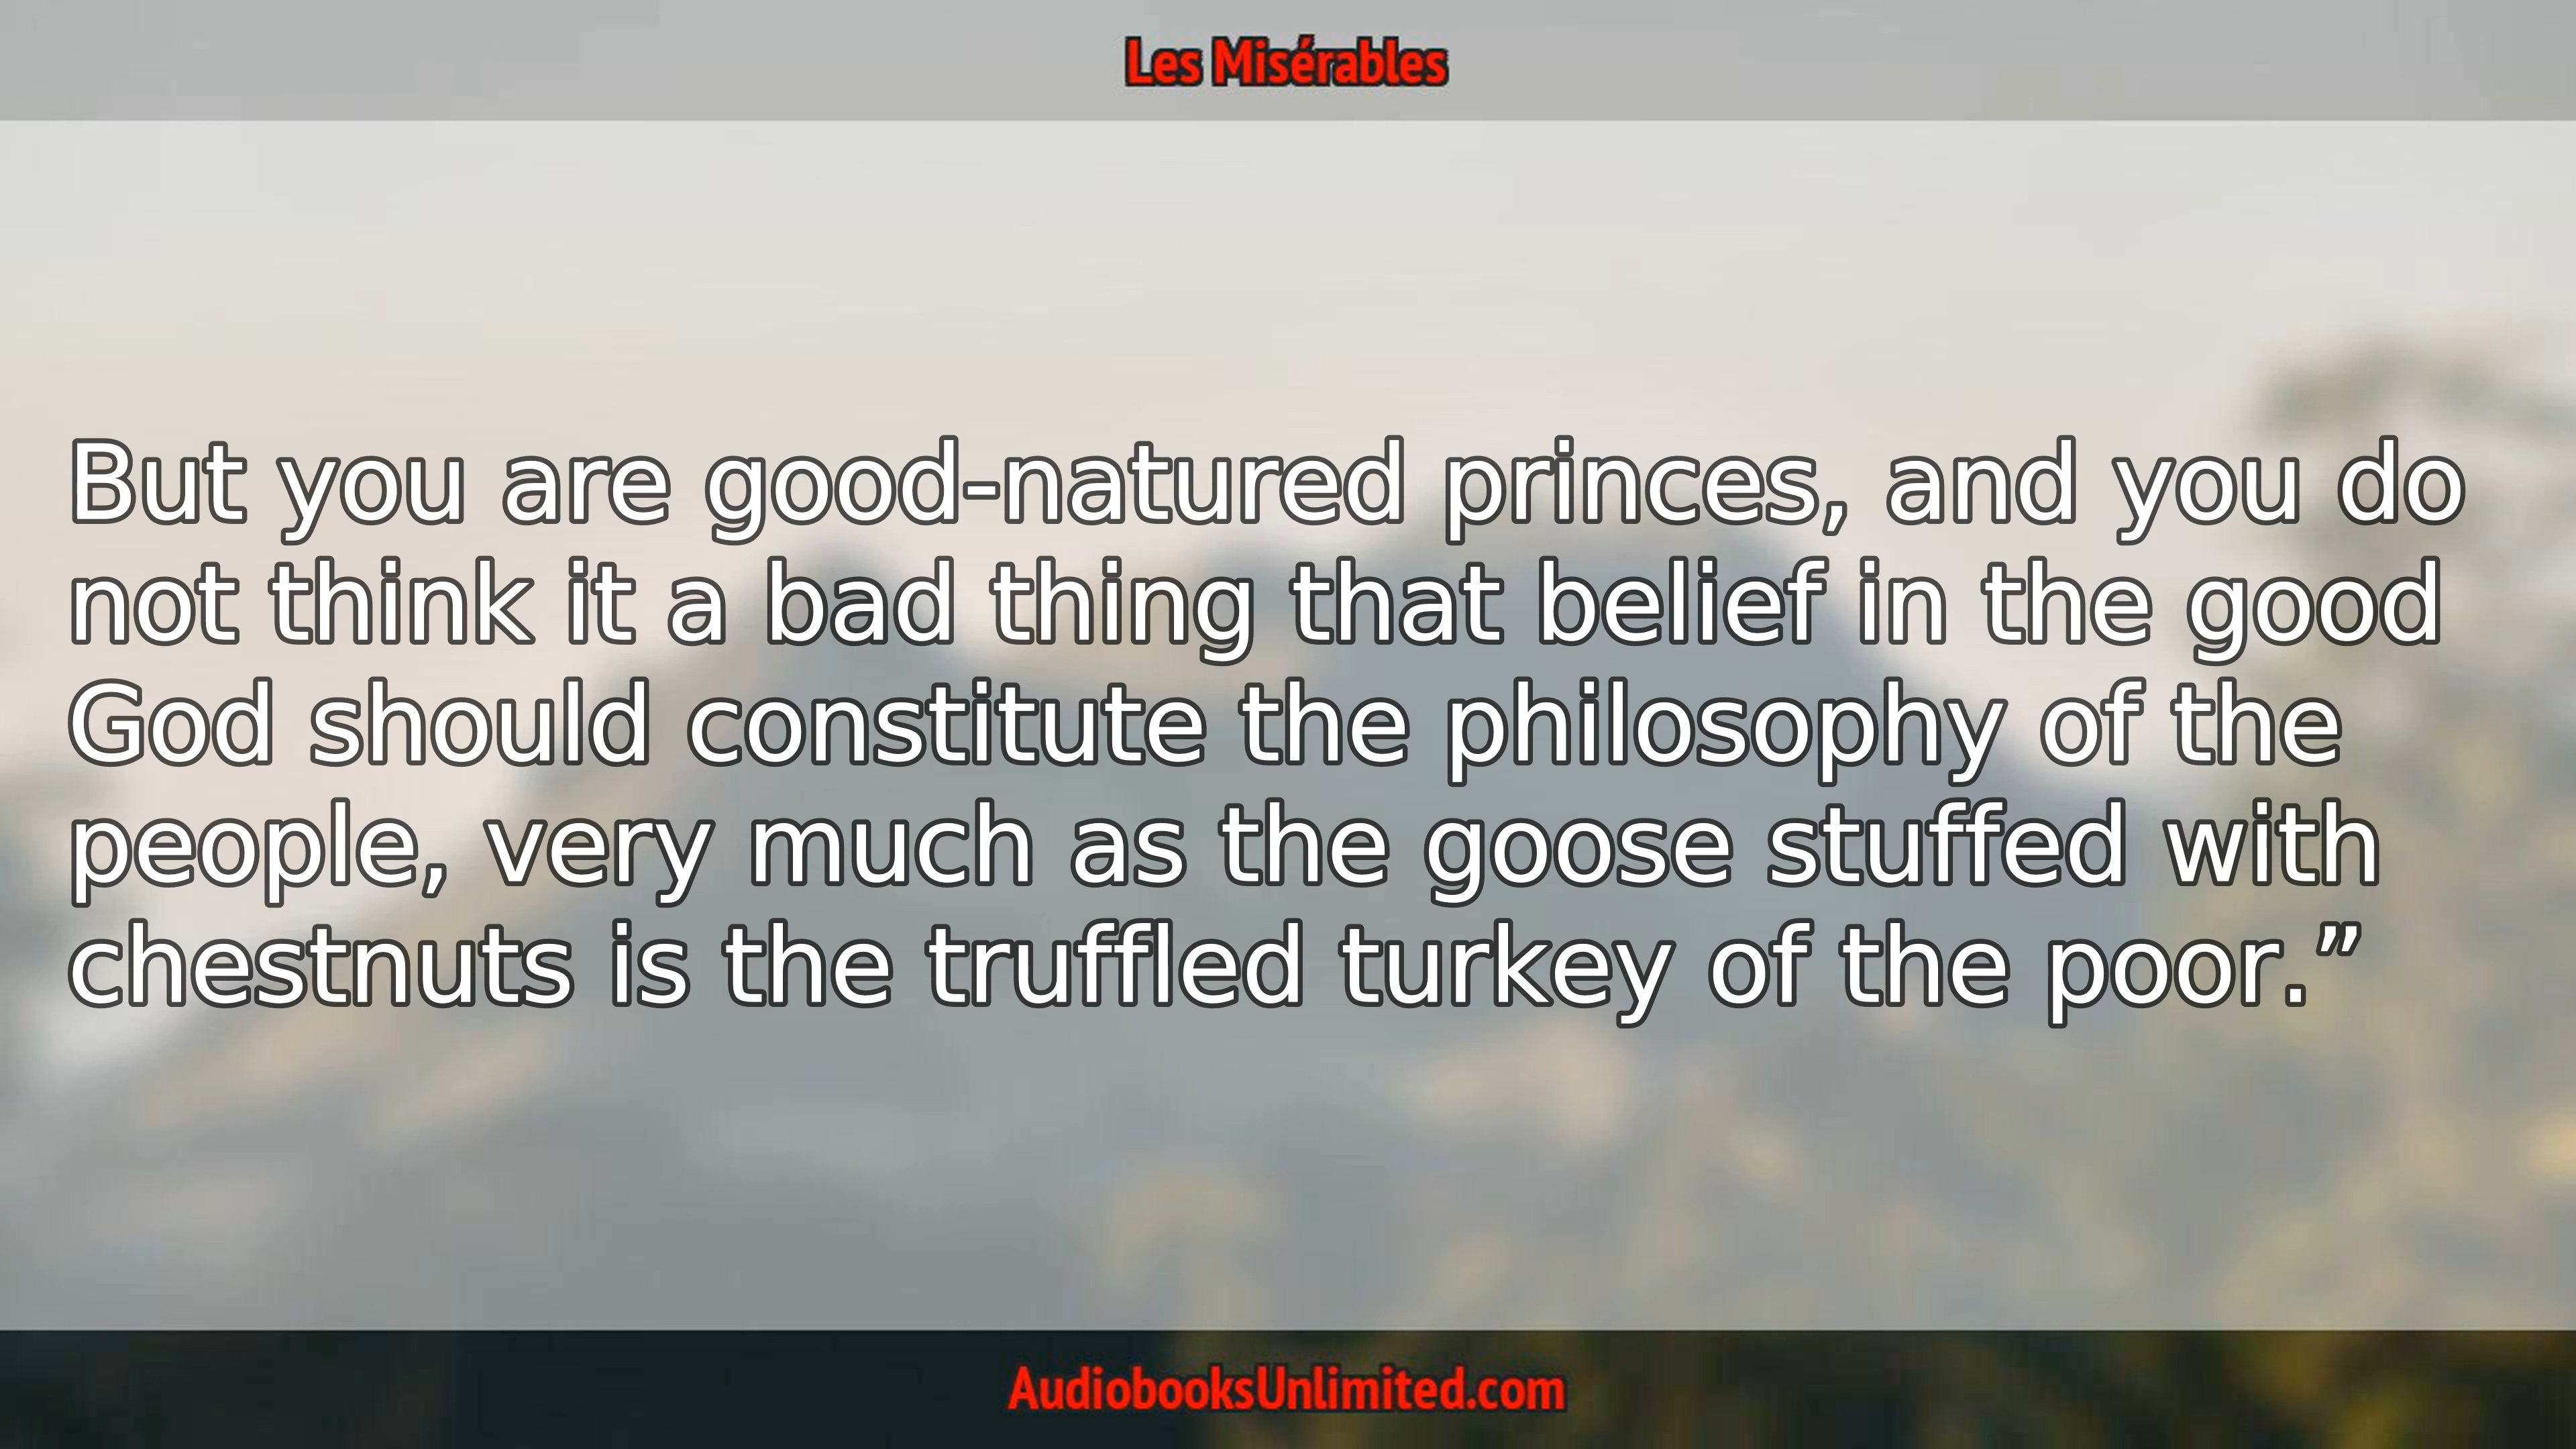 Les Misérables
But you are good-natured princes, and you do
not think it a bad thing that belief in the good
God should constitute the philosophy of the
people, very much as the goose stuffed with
chestnuts is the truffled turkey of the poor.”
AudiobooksUnlimited.com